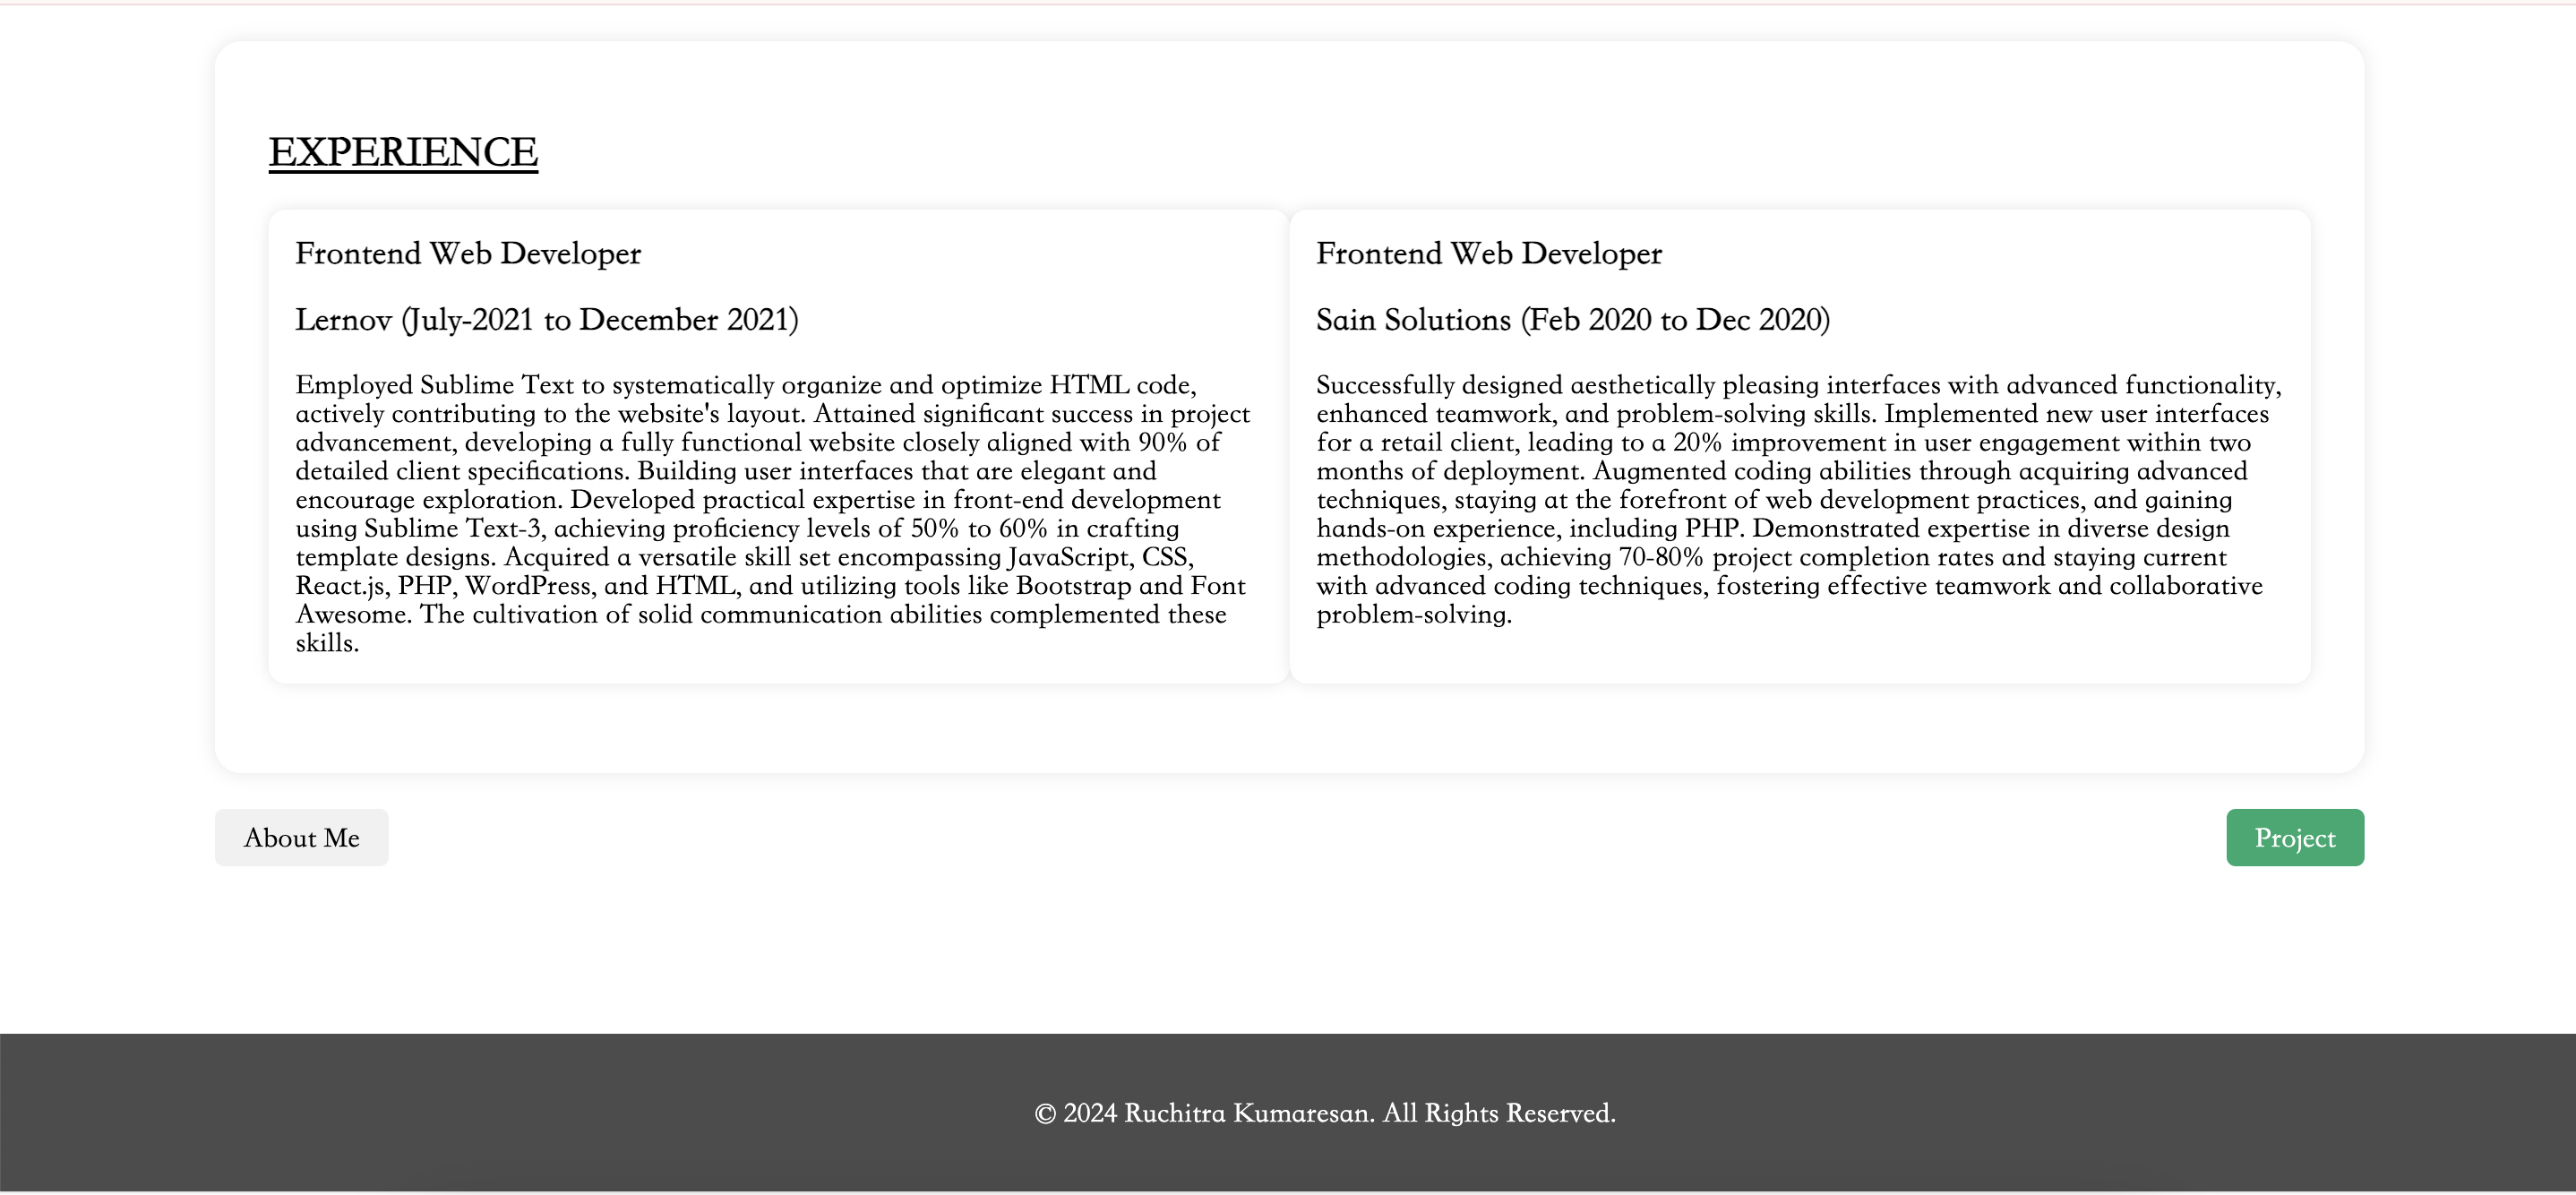 EXPERIENCE
Frontend Web Developer
Lernov (July-2021 to December 2021)
Employed Sublime Text to systematically organize and optimize HTML code,
actively contributing to the website's layout. Attained significant success in project
advancement, developing a fully functional website closely aligned with 90% of
detailed client specifications. Building user interfaces that are elegant and
encourage exploration. Developed practical expertise in front-end development
using Sublime Text-3, achieving proficiency levels of 50% to 60% in crafting
template designs. Acquired a versatile skill set encompassing JavaScript, CSS,
React.js, PHP, WordPress, and HTML, and utilizing tools like Bootstrap and Font
Awesome. The cultivation of solid communication abilities complemented these
skills.
Frontend Web Developer
Sain Solutions (Feb 2020 to Dec 2020)
Successfully designed aesthetically pleasing interfaces with advanced functionality,
enhanced teamwork, and problem-solving skills. Implemented new user interfaces
for a retail client, leading to a 20% improvement in user engagement within two
months of deployment. Augmented coding abilities through acquiring advanced
techniques, staying at the forefront of web development practices, and gaining
hands-on experience, including PHP. Demonstrated expertise in diverse design
methodologies, achieving 70-80% project completion rates and staying current
with advanced coding techniques, fostering effective teamwork and collaborative
problem-solving.
About Me
Project
© 2024 Ruchitra Kumaresan. All Rights Reserved.